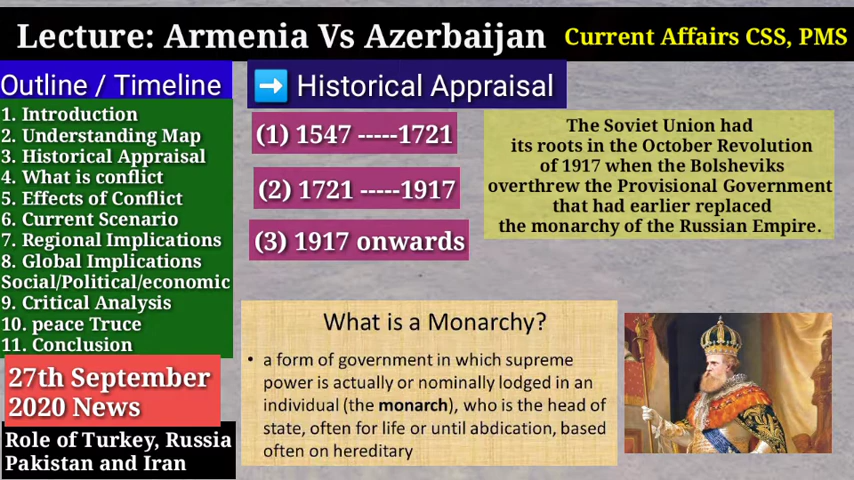 Lecture: Armenia Vs Azerbaijan
Current Affairs CSS, PMS
Outline / Timeline
1. Introduction
2. Understanding Map
3. Historical Appraisal
4. What is conflict
5. Effects of Conflict
6. Current Scenario
7. Regional Implications
8. Global Implications
Social/Political/economic
9. Critical Analysis
10. peace Truce
11. Conclusion
27th September
2020 News
Role of Turkey, Russia
Pakistan and Iran
Historical Appraisal
(1) 1547 -----1721
(2) 1721 -----1917
(3) 1917 onwards
The Soviet Union had
its roots in the October Revolution
of 1917 when the Bolsheviks
overthrew the Provisional Government
that had earlier replaced
the monarchy of the Russian Empire.
What is a Monarchy?
• a form of government in which supreme
power is actually or nominally lodged in an
individual (the monarch), who is the head of
state, often for life or until abdication, based
often on hereditary